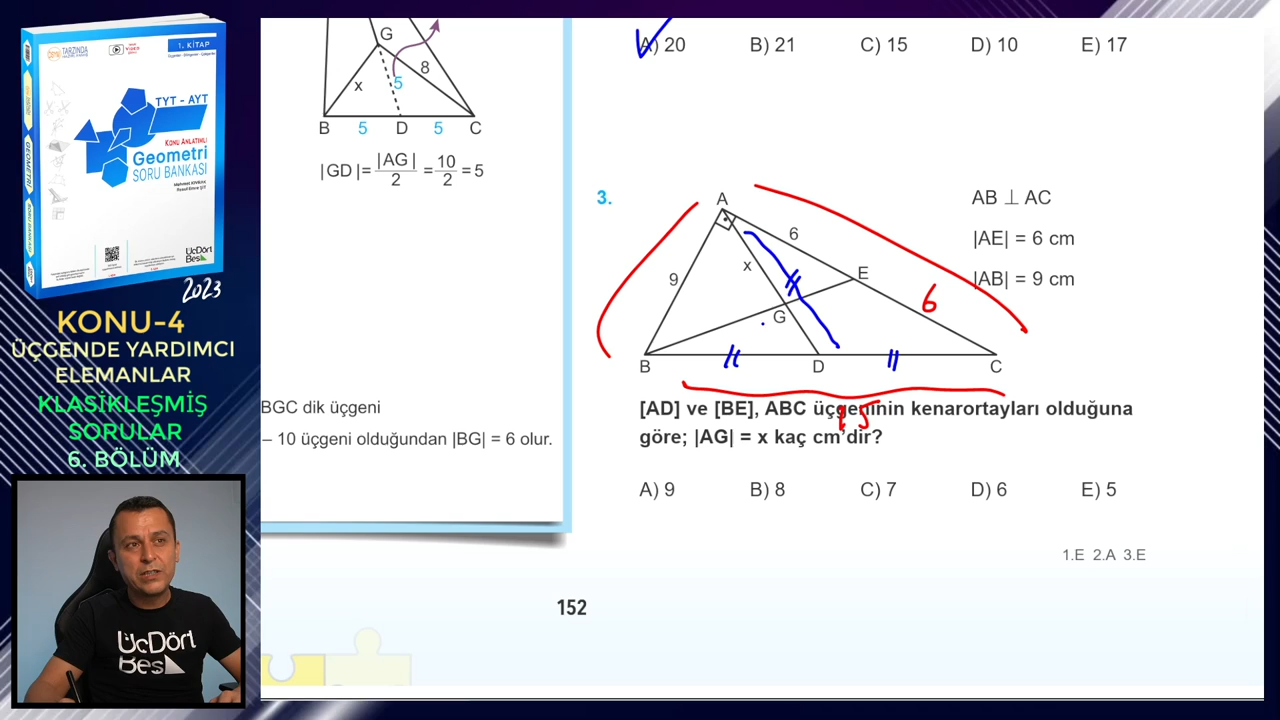 TARZINDA
1. KİTAP
TYT - AYT
KONU ANLATIMLI
Geometri
SORU BANKASI
ÜçDört
Beş
2023
KONU-4
ÜÇGENDE YARDIMCI
ELEMANLAR
KLASİKLEŞMİŞ
SORULAR
6. BÖLÜM
ÜcDört
Beş
G
8
x
5
B 5 D 5 C
|GD|= |AG|/2 = 10/2 = 5
BGC dik üçgeni
– 10 üçgeni olduğundan |BG| = 6 olur.
A) 20 B) 21 C) 15 D) 10 E) 17
3.
A
6
x
E
9
6
G
B D C
AB ⊥ AC
|AE| = 6 cm
|AB| = 9 cm
15
[AD] ve [BE], ABC üçgeninin kenarortayları olduğuna
göre; |AG| = x kaç cm'dir?
A) 9 B) 8 C) 7 D) 6 E) 5
1.E 2.A 3.E
152